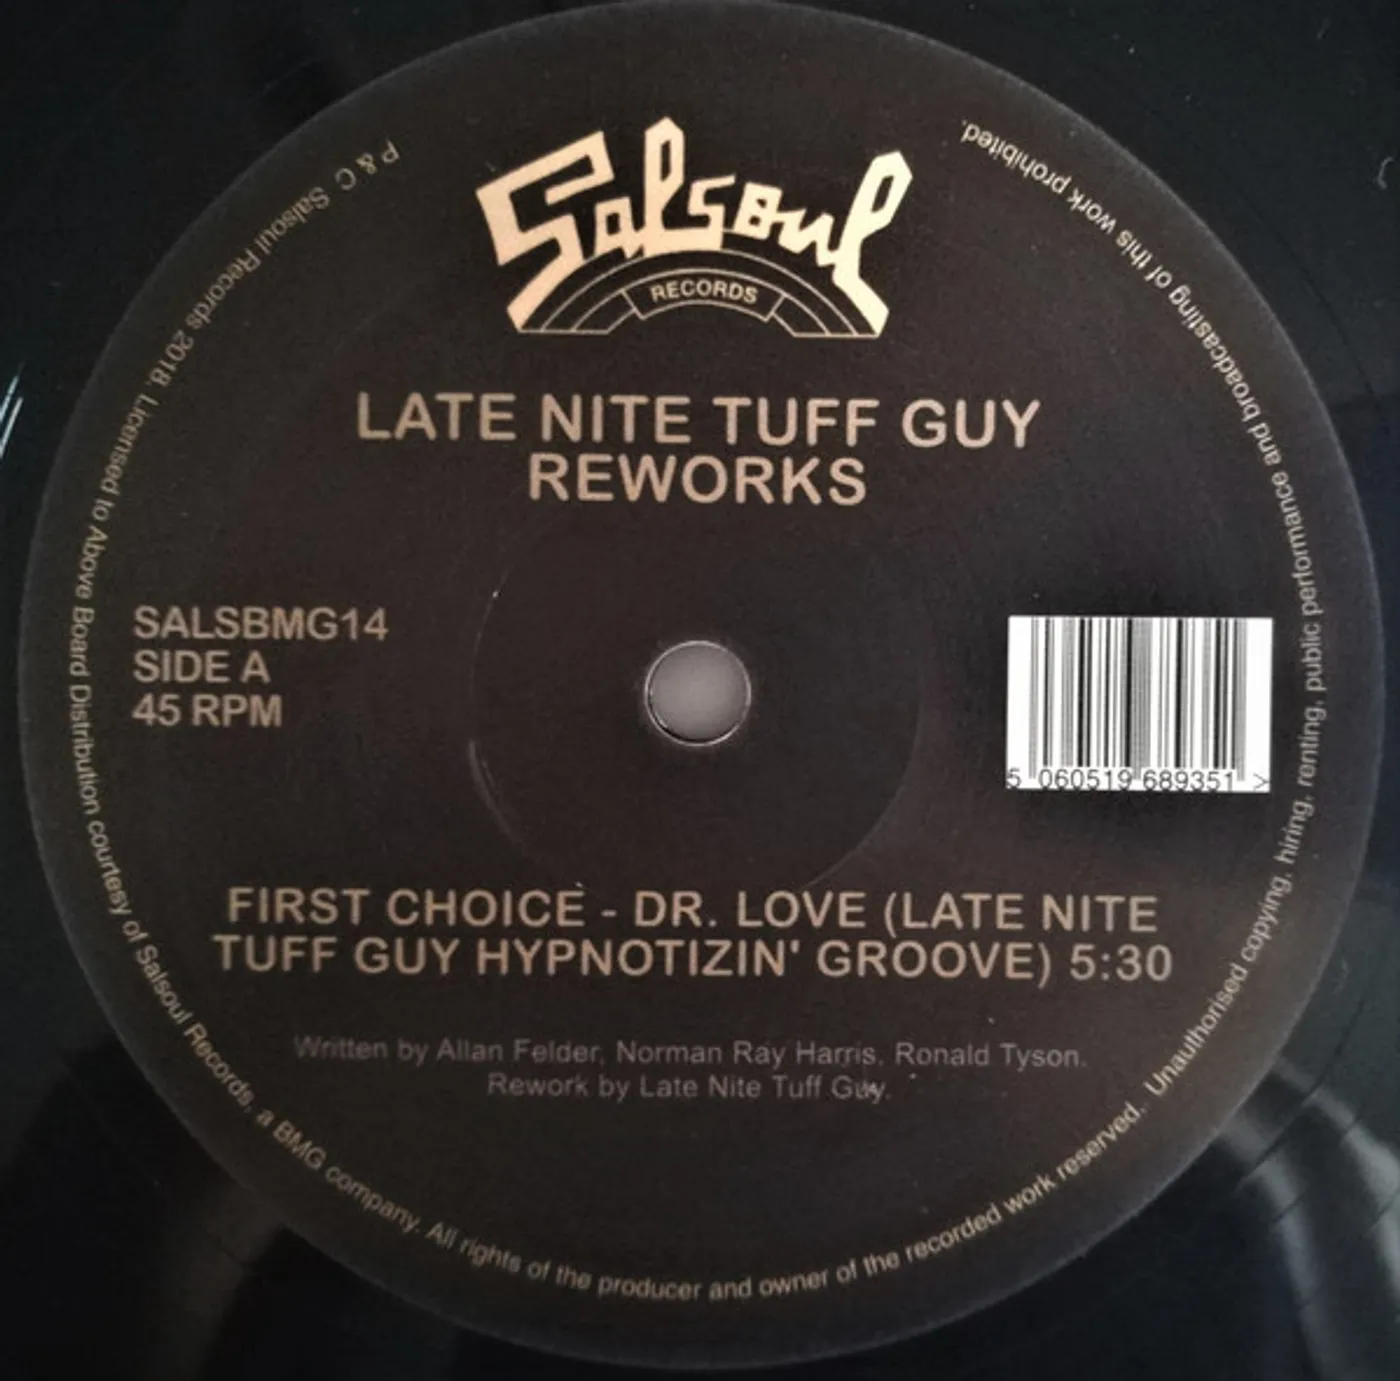 Salsoul
RECORDS
LATE NITE TUFF GUY
REWORKS
SALSBMG14
SIDE A
45 RPM
5 060519 689351 >
FIRST CHOICE - DR. LOVE (LATE NITE
TUFF GUY HYPNOTIZIN' GROOVE) 5:30
Written by Allan Felder, Norman Ray Harris, Ronald Tyson.
Rework by Late Nite Tuff Guy.
P & C Salsoul Records 2018. Licensed to Above Board Distribution courtesy of Salsoul Records, a BMG company. All rights of the producer and owner of the recorded work reserved. Unauthorised copying, hiring, renting, public performance and broadcasting of this work prohibited.